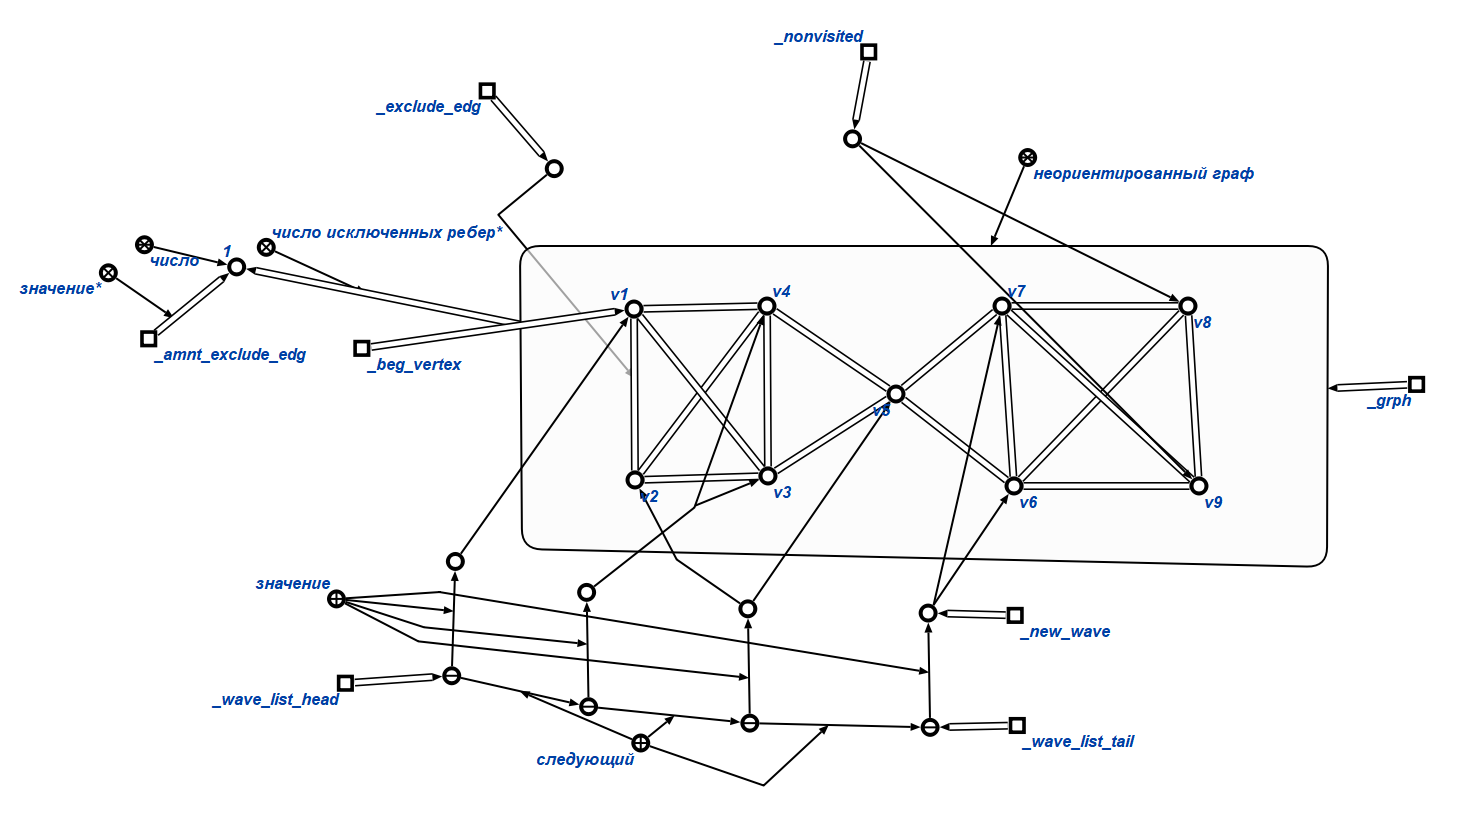 _nonvisited
_exclude_edg
неориентированный граф
число исключенных ребер*
1
число
значение*
_amnt_exclude_edg
_beg_vertex
v1
v4
v7
v8
_grph
v5
v2
v3
v6
v9
значение
_new_wave
_wave_list_head
_wave_list_tail
следующий